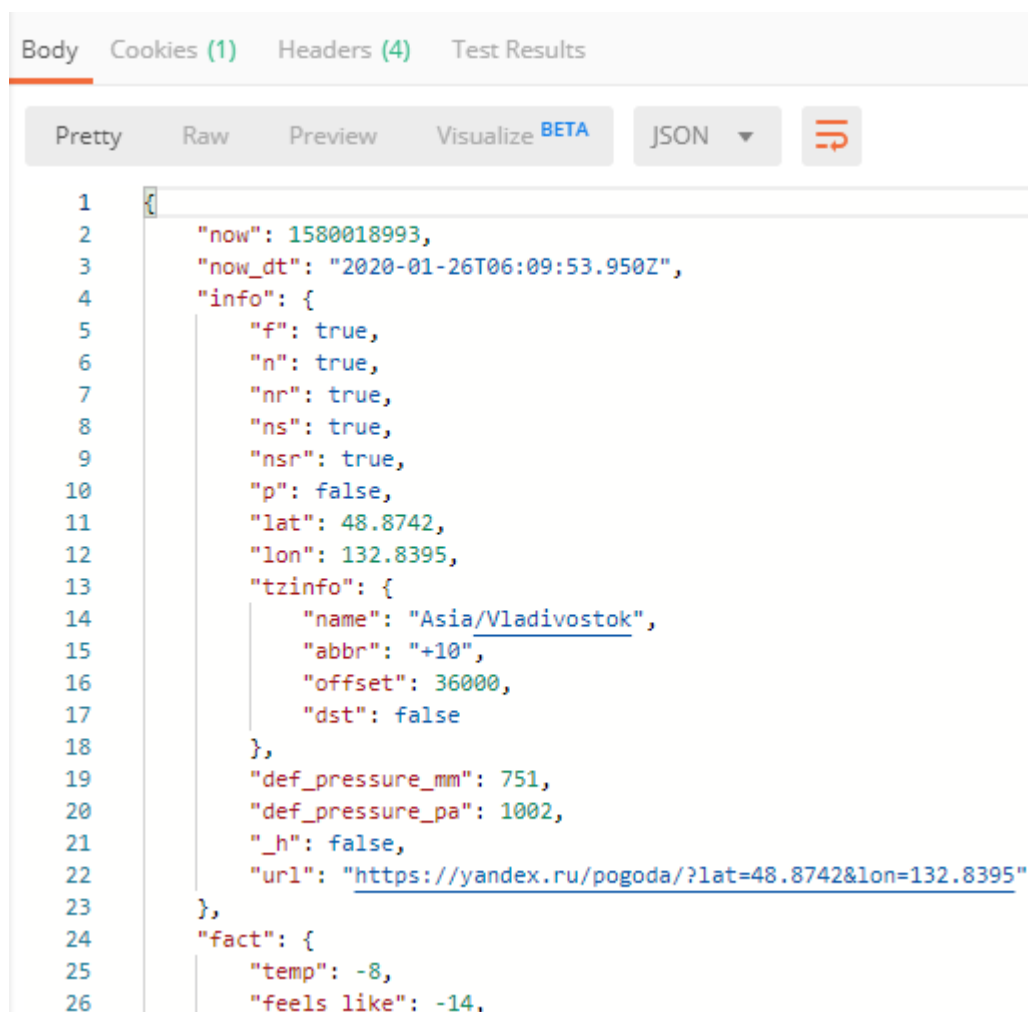 Body Cookies (1) Headers (4) Test Results
Pretty Raw Preview Visualize BETA JSON
1 {
2 "now": 1580018993,
3 "now_dt": "2020-01-26T06:09:53.950Z",
4 "info": {
5 "f": true,
6 "n": true,
7 "nr": true,
8 "ns": true,
9 "nsr": true,
10 "p": false,
11 "lat": 48.8742,
12 "lon": 132.8395,
13 "tzinfo": {
14 "name": "Asia/Vladivostok",
15 "abbr": "+10",
16 "offset": 36000,
17 "dst": false
18 },
19 "def_pressure_mm": 751,
20 "def_pressure_pa": 1002,
21 "_h": false,
22 "url": "https://yandex.ru/pogoda/?lat=48.8742&lon=132.8395"
23 },
24 "fact": {
25 "temp": -8,
26 "feels_like": -14,